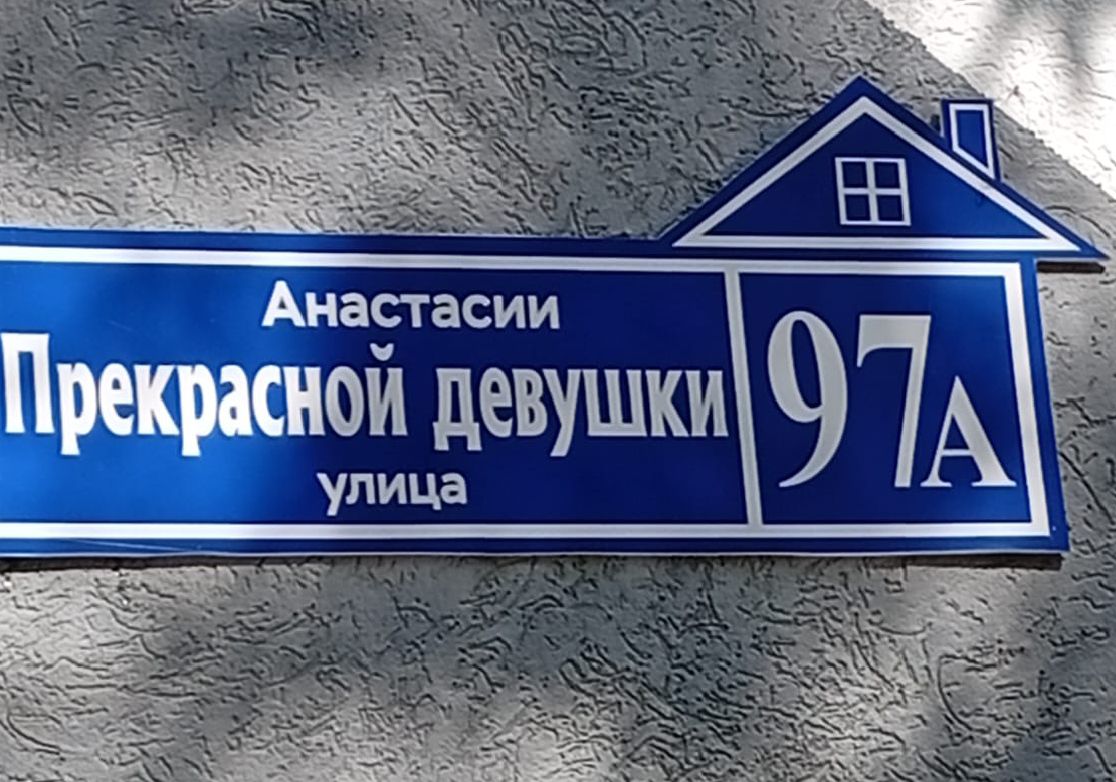 Анастасии
Прекрасной девушки
улица
97А